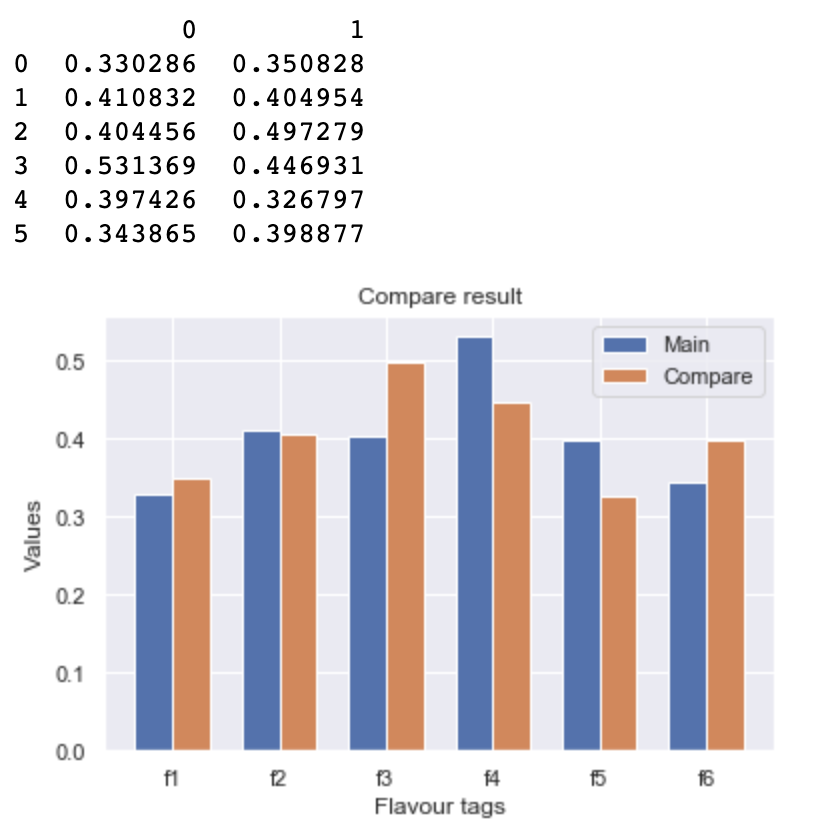 0 1
0 0.330286 0.350828
1 0.410832 0.404954
2 0.404456 0.497279
3 0.531369 0.446931
4 0.397426 0.326797
5 0.343865 0.398877
Compare result
Main
Compare
0.5
0.4
0.3
0.2
0.1
0.0
Values
f1 f2 f3 f4 f5 f6
Flavour tags